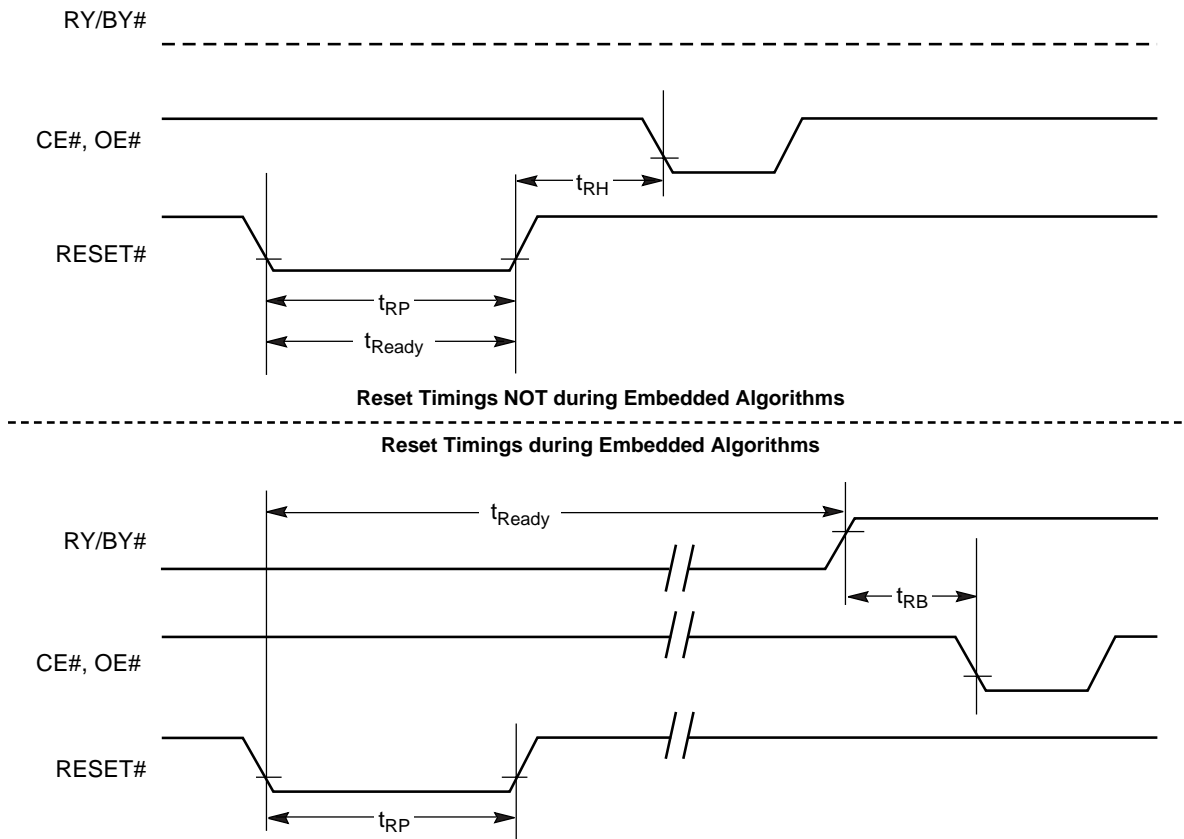 RY/BY#
CE#, OE#
tRH
RESET#
tRP
tReady
Reset Timings NOT during Embedded Algorithms
Reset Timings during Embedded Algorithms
tReady
RY/BY#
tRB
CE#, OE#
RESET#
tRP